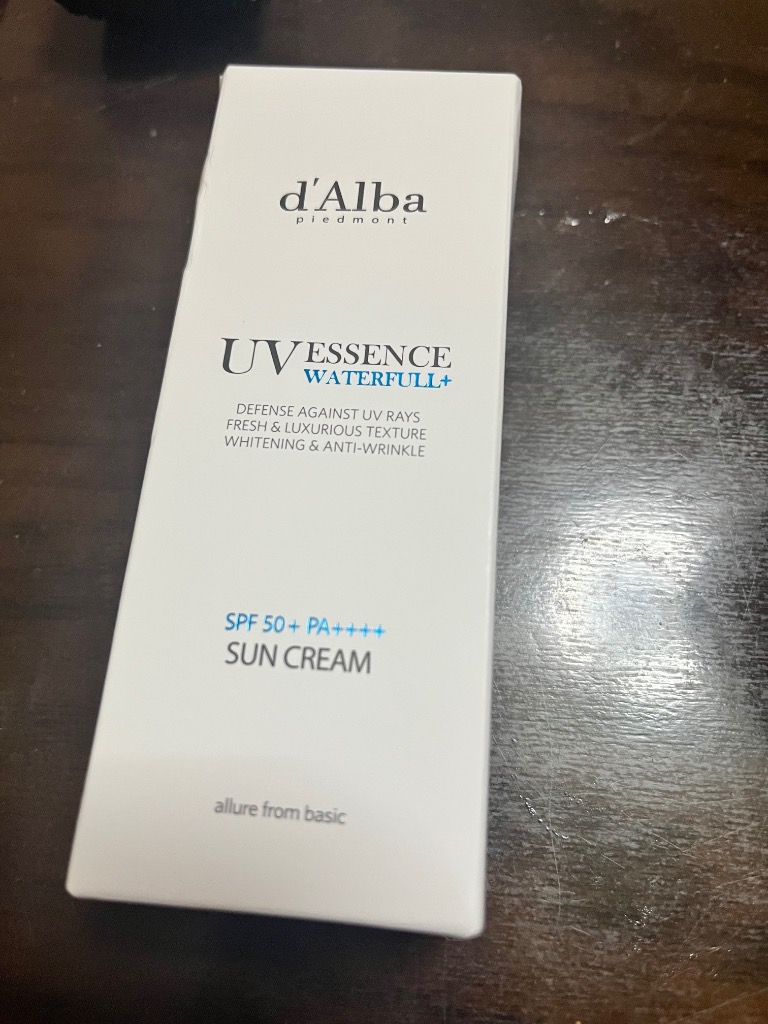 d'Alba
piedmont
UV ESSENCE
WATERFULL+
DEFENSE AGAINST UV RAYS
FRESH & LUXURIOUS TEXTURE
WHITENING & ANTI-WRINKLE
SPF 50+ PA++++
SUN CREAM
allure from basic